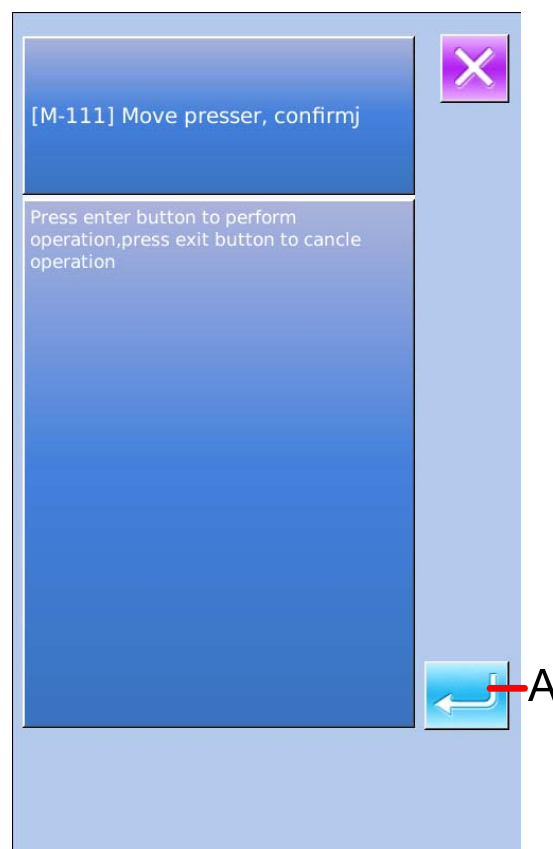 [M-111] Move presser, confirmj
Press enter button to perform
operation,press exit button to cancle
operation
A